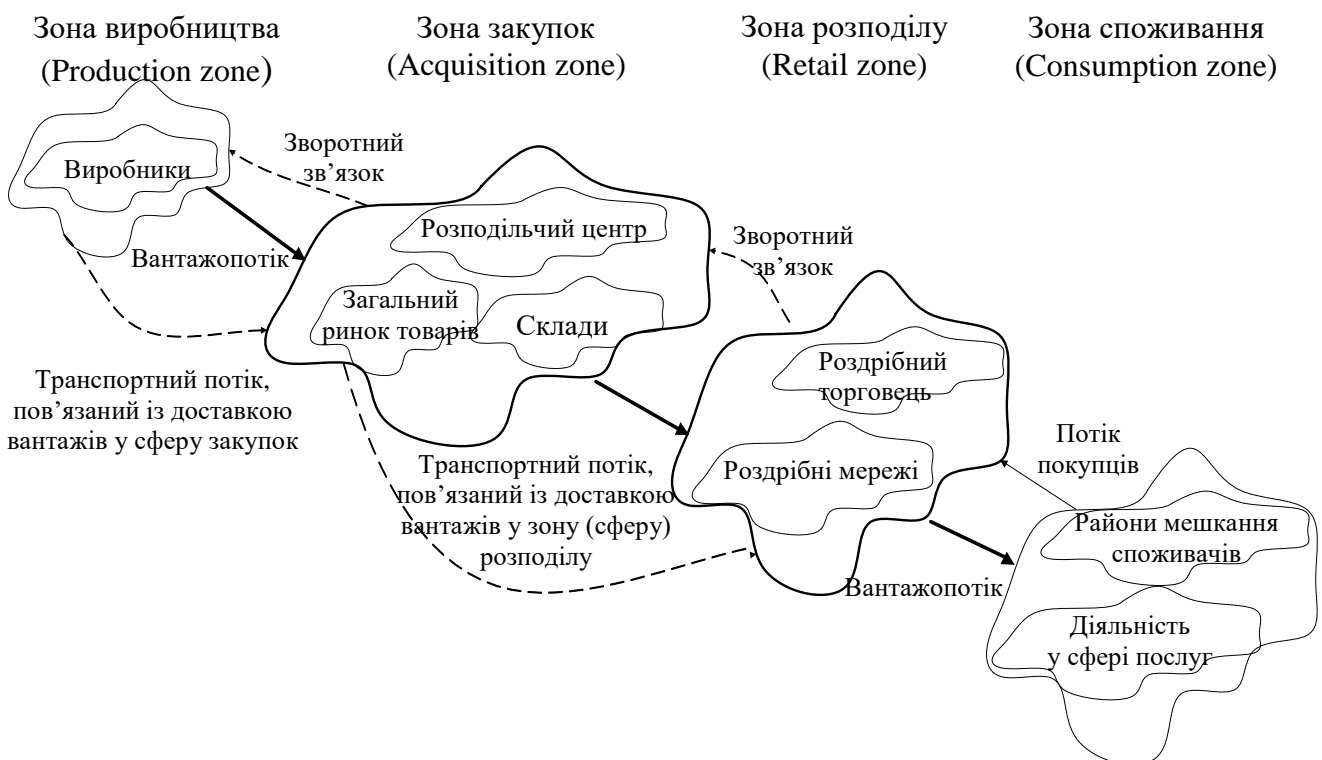 Зона виробництва
(Production zone)
Зона закупок
(Acquisition zone)
Зона розподілу
(Retail zone)
Зона споживання
(Consumption zone)
Виробники
Зворотний
зв’язок
Вантажопотік
Розподільчий центр
Загальний
ринок товарів
Склади
Зворотний
зв’язок
Транспортний потік,
пов’язаний із доставкою
вантажів у сферу закупок
Роздрібний
торговець
Роздрібні мережі
Транспортний потік,
пов’язаний із доставкою
вантажів у зону (сферу)
розподілу
Потік
покупців
Вантажопотік
Райони мешкання
споживачів
Діяльність
у сфері послуг